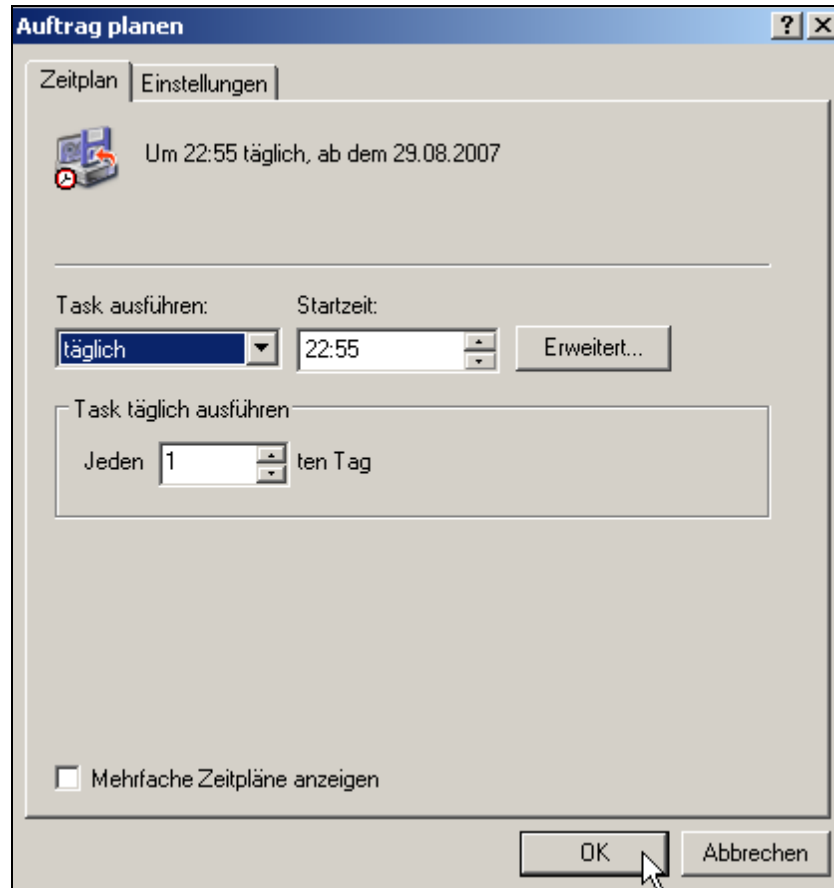 Auftrag planen
Zeitplan Einstellungen
Um 22:55 täglich, ab dem 29.08.2007
Task ausführen: Startzeit:
täglich 22:55 Erweitert...
Task täglich ausführen
Jeden 1 ten Tag
Mehrfache Zeitpläne anzeigen
OK Abbrechen